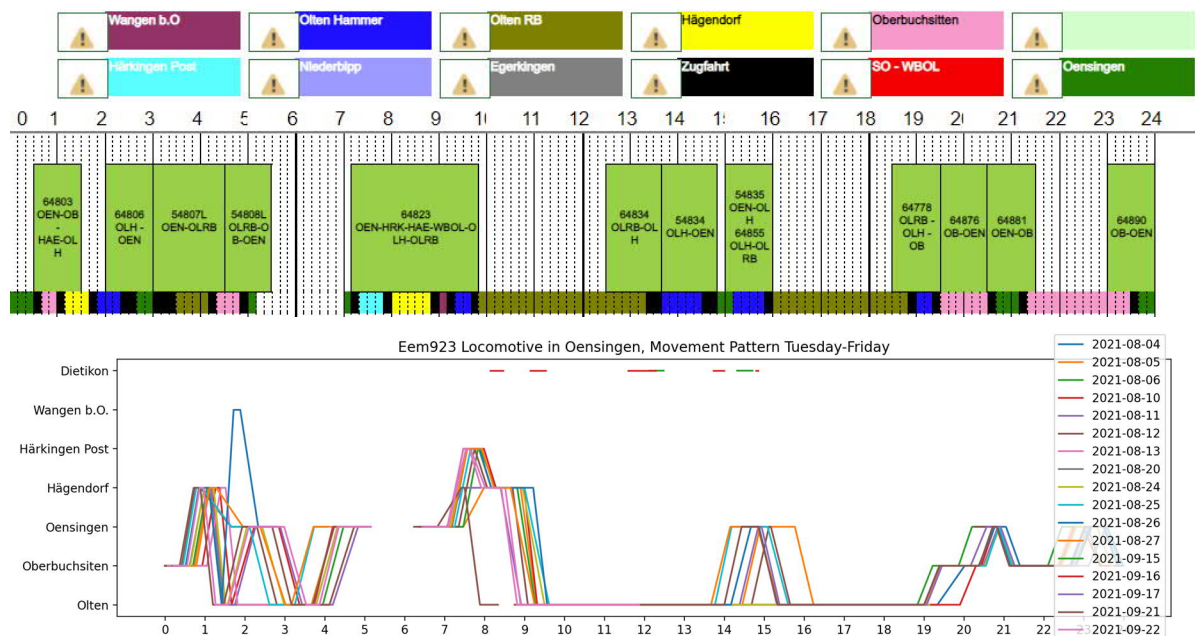 Wangen b.O Olten Hammer Olten RB Hägendorf Oberbuchsitten
Härkingen Post Niederbipp Egerkingen Zugfahrt SO - WBOL Oensingen
0 1 2 3 4 5 6 7 8 9 10 11 12 13 14 16 17 18 19 20 21 22 23 24
64803
OEN-OB
-
HAE-OL
H
64806
OLH -
OEN
54807L
OEN-OLRB
54808L
OLRB-O
B-OEN
64823
OEN-HRK-HAE-WBOL-O
LH-OLRB
64834
OLRB-OL
H
54834
OLH-OEN
54835
OEN-OL
H
64855
OLH-OL
RB
64778
OLRB -
OLH -
OB
64876
OB-OEN
64881
OEN-OB
64890
OB-OEN
Eem923 Locomotive in Oensingen, Movement Pattern Tuesday-Friday
Dietikon
Wangen b.O.
Härkingen Post
Hägendorf
Oensingen
Oberbuchsiten
Olten
0 1 2 3 4 5 6 7 8 9 10 11 12 13 14 15 16 17 18 19 20 21 22 23
2021-08-04
2021-08-05
2021-08-06
2021-08-10
2021-08-11
2021-08-12
2021-08-13
2021-08-20
2021-08-24
2021-08-25
2021-08-26
2021-08-27
2021-09-15
2021-09-16
2021-09-17
2021-09-21
2021-09-22